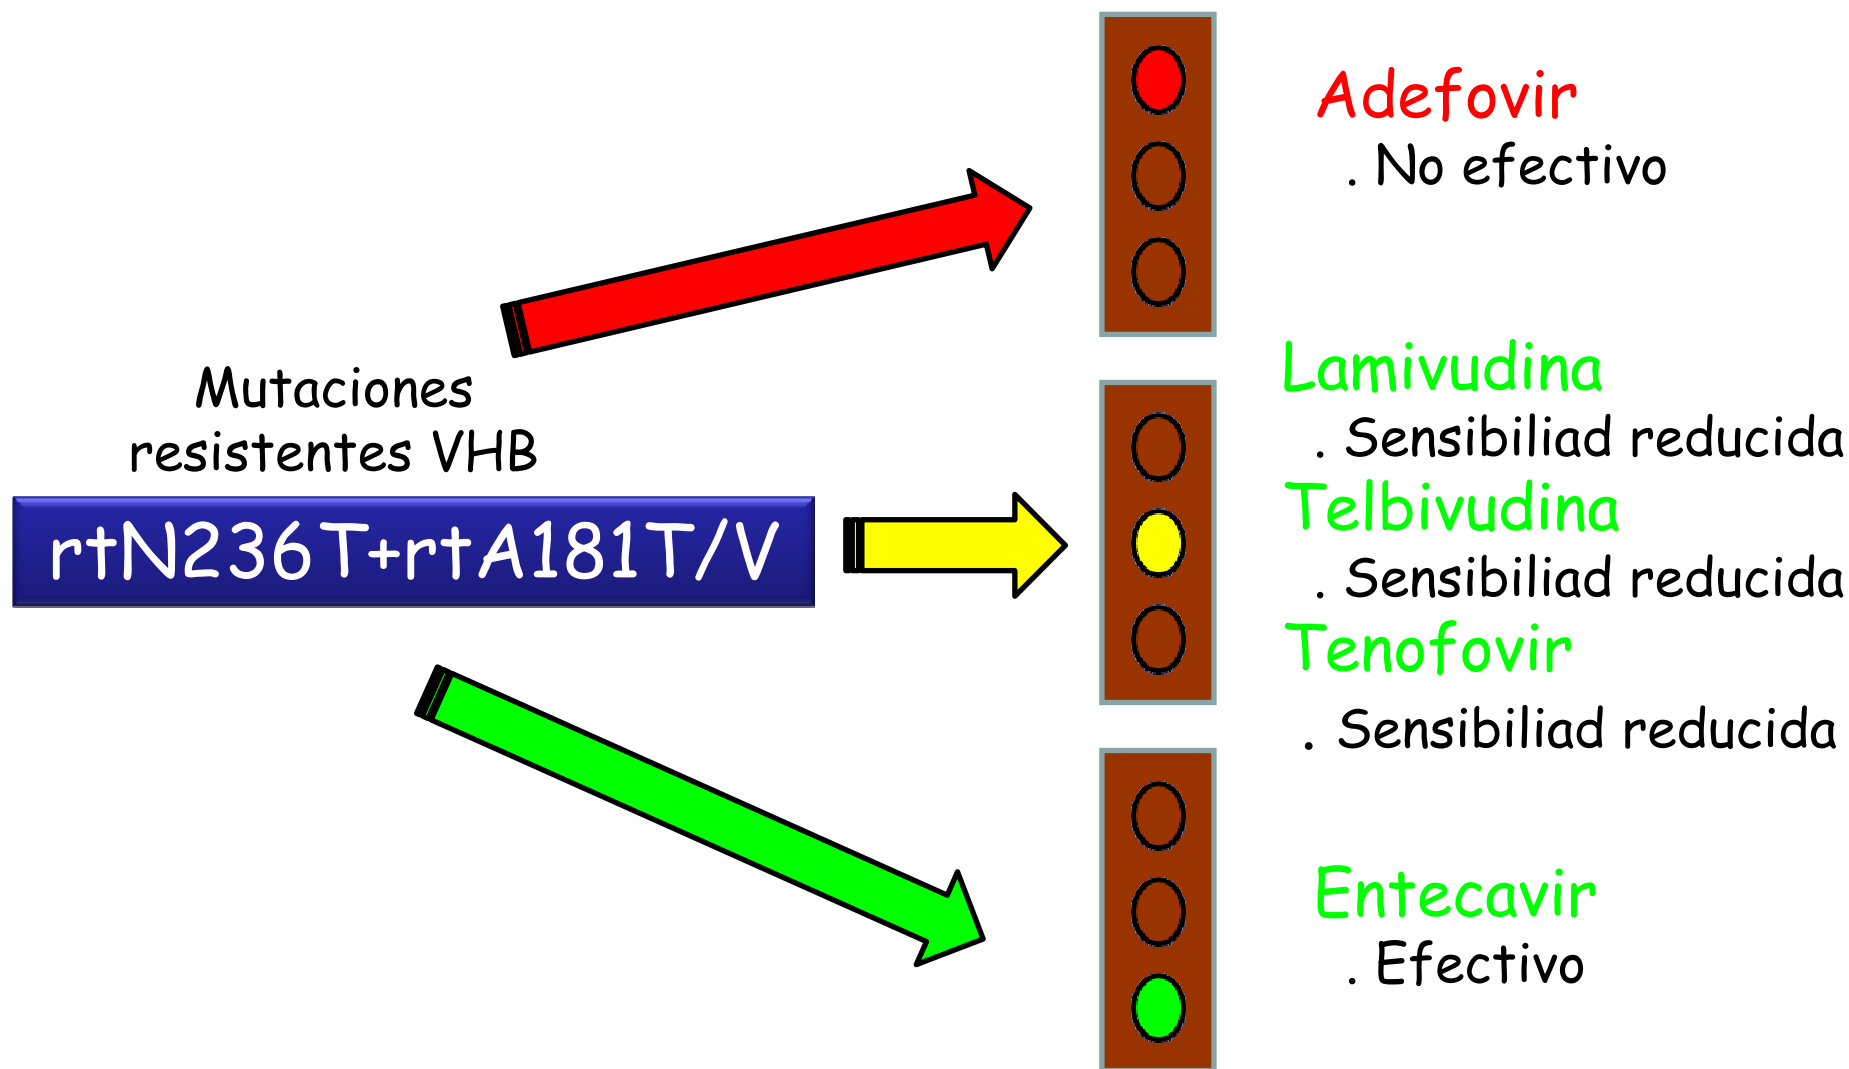 Mutaciones
resistentes VHB
rtN236T+rtA181T/V
Adefovir
. No efectivo
Lamivudina
. Sensibiliad reducida
Telbivudina
. Sensibiliad reducida
Tenofovir
. Sensibiliad reducida
Entecavir
. Efectivo